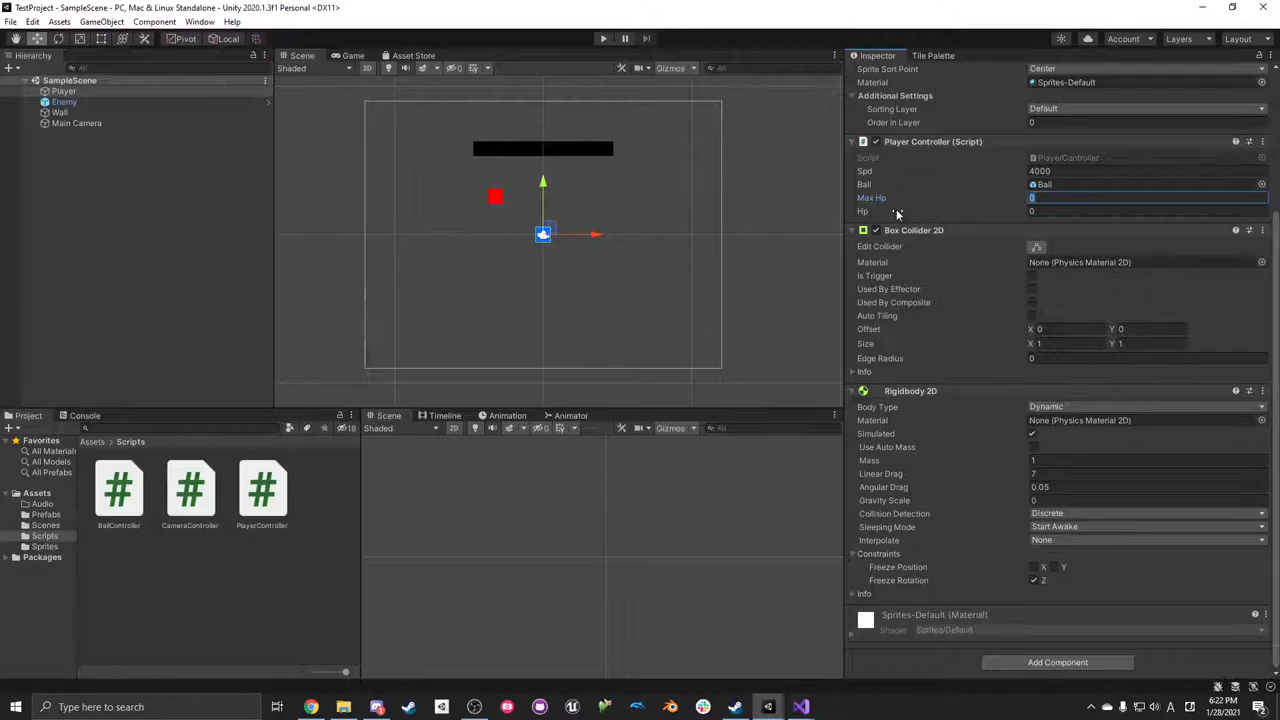 TestProject - SampleScene - PC, Mac & Linux Standalone - Unity 2020.1.3f1 Personal <DX11>
File Edit Assets GameObject Component Window Help
Pivot Local Account Layers Layout
Hierarchy
All
SampleScene
Player
Enemy
Wall
Main Camera
Scene Game Asset Store
Shaded 2D 0 Gizmos All
Inspector Tile Palette
Sprite Sort Point Center
Material Sprites-Default
Additional Settings
Sorting Layer Default
Order in Layer 0
Player Controller (Script)
Script PlayerController
Spd 4000
Ball Ball
Max Hp 0
Hp 0
Box Collider 2D
Edit Collider
Material None (Physics Material 2D)
Is Trigger
Used By Effector
Used By Composite
Auto Tiling
Offset X 0 Y 0
Size X 1 Y 1
Edge Radius 0
Info
Rigidbody 2D
Body Type Dynamic
Material None (Physics Material 2D)
Simulated
Use Auto Mass
Mass 1
Linear Drag 7
Angular Drag 0.05
Gravity Scale 0
Collision Detection Discrete
Sleeping Mode Start Awake
Interpolate None
Constraints
Freeze Position X Y
Freeze Rotation Z
Info
Sprites-Default (Material)
Shader Sprites/Default
Add Component
Project Console
18
Favorites
All Materials
All Models
All Prefabs
Assets
Audio
Prefabs
Scenes
Scripts
Sprites
Packages
Assets > Scripts
BallController CameraController PlayerController
Scene Timeline Animation Animator
Shaded 2D 0 Gizmos All
Type here to search
A
6:22 PM
1/28/2021